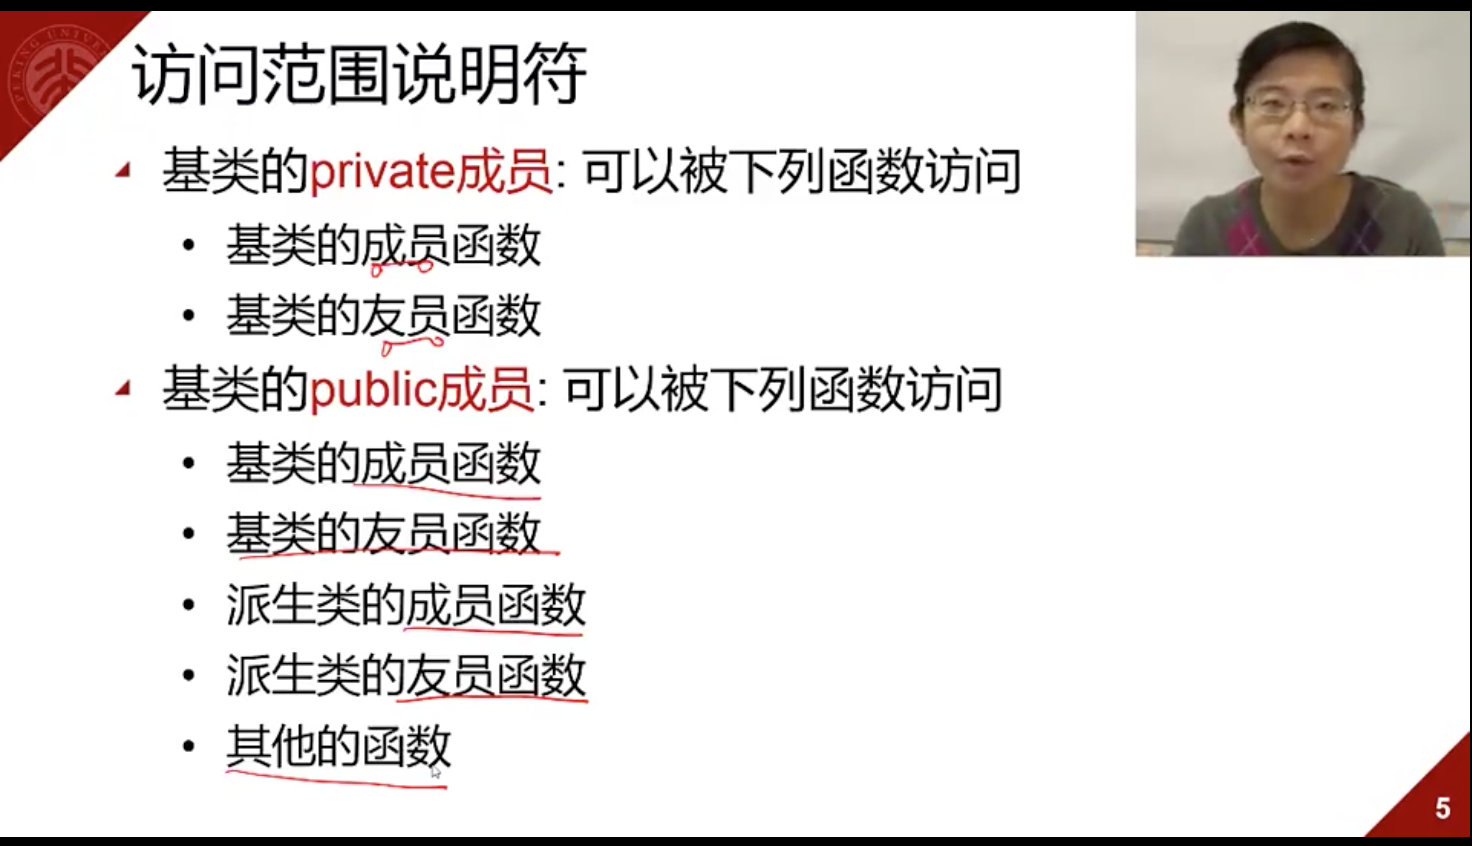 访问范围说明符
基类的private成员: 可以被下列函数访问
• 基类的成员函数
• 基类的友员函数
基类的public成员: 可以被下列函数访问
• 基类的成员函数
• 基类的友员函数
• 派生类的成员函数
• 派生类的友员函数
• 其他的函数
5